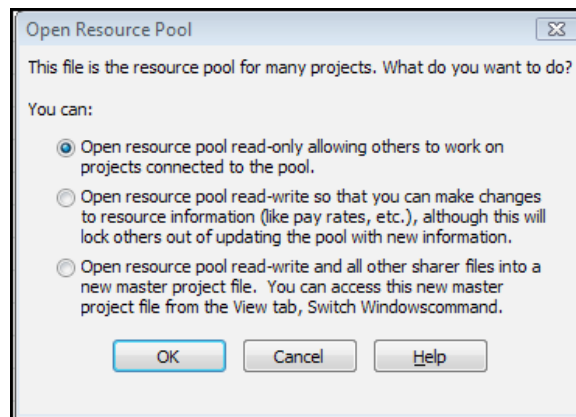 Open Resource Pool
This file is the resource pool for many projects. What do you want to do?
You can:
Open resource pool read-only allowing others to work on
projects connected to the pool.
Open resource pool read-write so that you can make changes
to resource information (like pay rates, etc.), although this will
lock others out of updating the pool with new information.
Open resource pool read-write and all other sharer files into a
new master project file.  You can access this new master
project file from the View tab, Switch Windowscommand.
OK
Cancel
Help